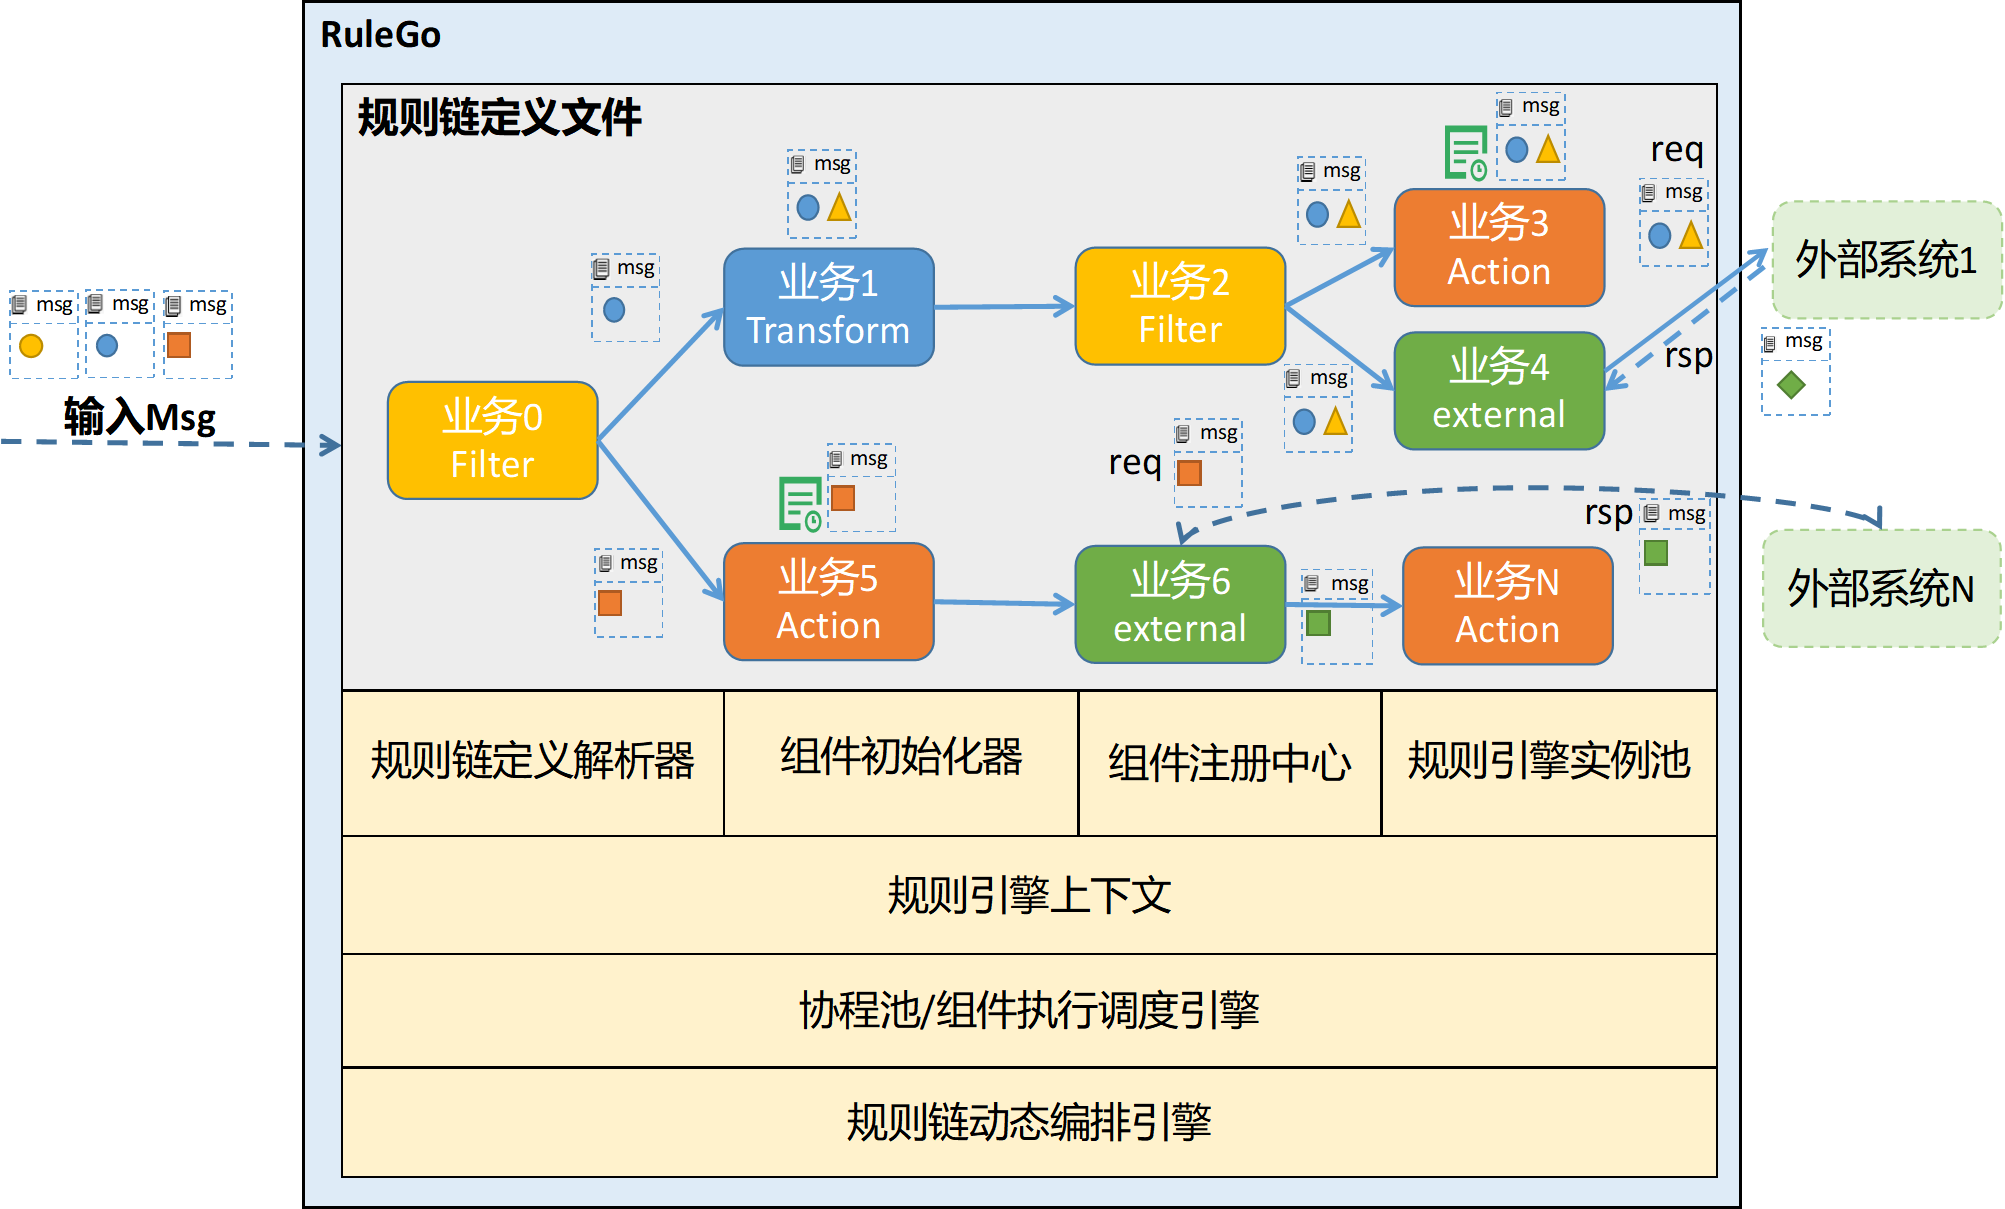 RuleGo
规则链定义文件
msg
msg
req
msg
msg
msg
业务3
Action
外部系统1
msg
业务1
Transform
业务2
Filter
msg
msg
msg
输入Msg
业务0
Filter
msg
业务4
external
rsp
msg
msg
req
msg
rsp
msg
msg
业务5
Action
业务6
external
msg
业务N
Action
外部系统N
规则链定义解析器
组件初始化器
组件注册中心
规则引擎实例池
规则引擎上下文
协程池/组件执行调度引擎
规则链动态编排引擎